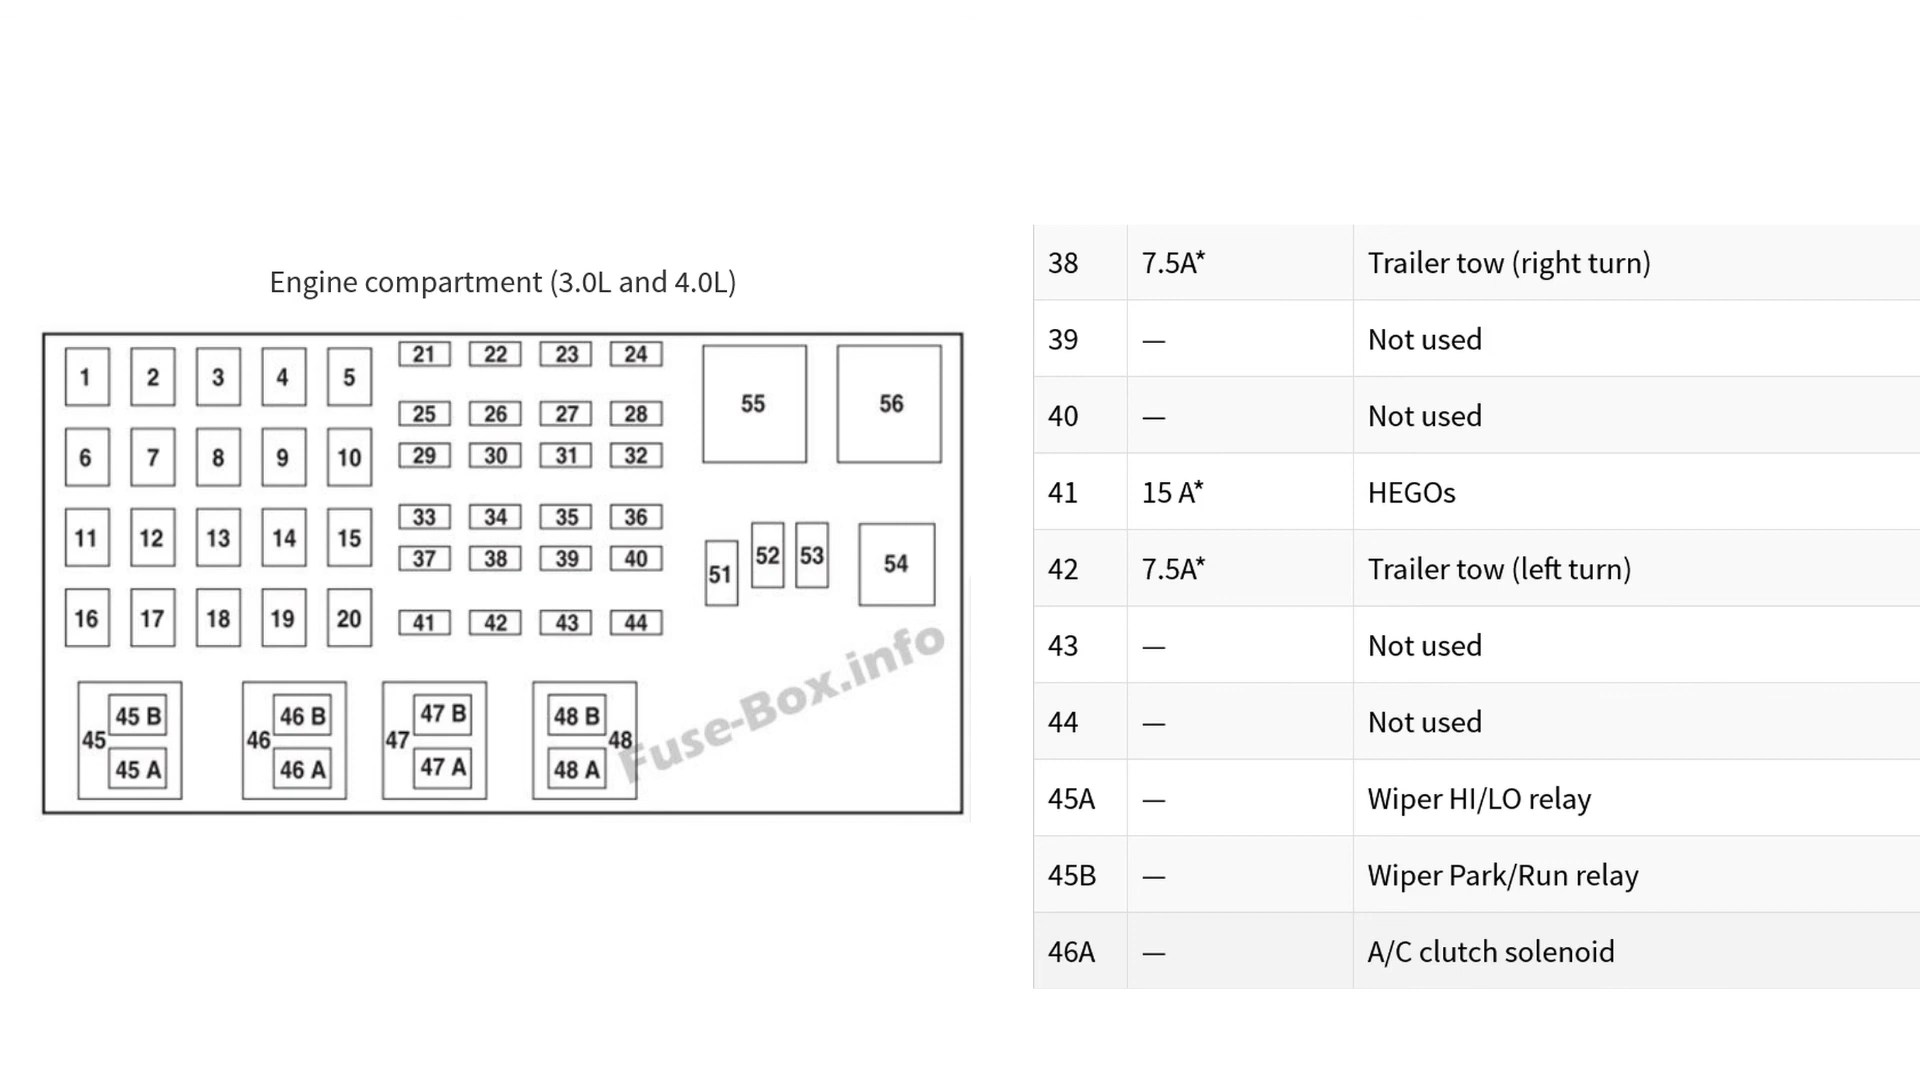 Engine compartment (3.0L and 4.0L)
1 2 3 4 5 21 22 23 24 55 56
25 26 27 28
6 7 8 9 10 29 30 31 32
11 12 13 14 15 33 34 35 36
37 38 39 40 51 52 53 54
16 17 18 19 20 41 42 43 44
45 45 B 45 A
46 46 B 46 A
47 47 B 47 A
48 B 48 A 48
Fuse-Box.info
38 7.5A* Trailer tow (right turn)
39 — Not used
40 — Not used
41 15 A* HEGOs
42 7.5A* Trailer tow (left turn)
43 — Not used
44 — Not used
45A — Wiper HI/LO relay
45B — Wiper Park/Run relay
46A — A/C clutch solenoid